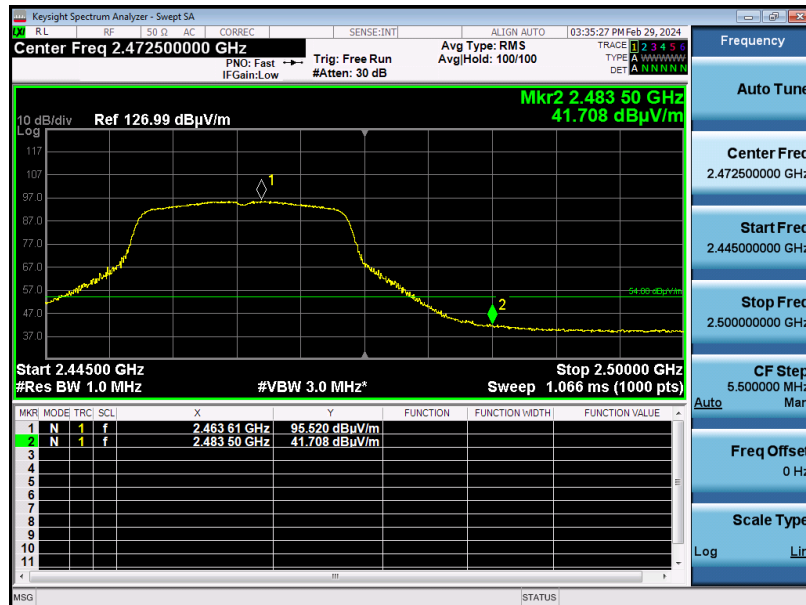 Keysight Spectrum Analyzer - Swept SA
LXI RL RF 50 Ω AC CORREC SENSE:INT ALIGN AUTO 03:35:27 PM Feb 29, 2024
Center Freq 2.472500000 GHz
PNO: Fast
IFGain:Low
Trig: Free Run
#Atten: 30 dB
Avg Type: RMS
Avg|Hold: 100/100
TRACE 1 2 3 4 5 6
TYPE A WWWWW
DET A N N N N N
Mkr2 2.483 50 GHz
41.708 dBµV/m
10 dB/div Ref 126.99 dBµV/m
Log
117
107
97.0
87.0
77.0
67.0
57.0
47.0
37.0
1
2
54.00 dBµV/m
Start 2.44500 GHz Stop 2.50000 GHz
#Res BW 1.0 MHz #VBW 3.0 MHz* Sweep 1.066 ms (1000 pts)
MKR MODE TRC SCL X Y FUNCTION FUNCTION WIDTH FUNCTION VALUE
1 N 1 f 2.463 61 GHz 95.520 dBµV/m
2 N 1 f 2.483 50 GHz 41.708 dBµV/m
3
4
5
6
7
8
9
10
11
MSG STATUS
Frequency
Auto Tune
Center Freq
2.472500000 GHz
Start Freq
2.445000000 GHz
Stop Freq
2.500000000 GHz
CF Step
5.500000 MHz
Auto Man
Freq Offset
0 Hz
Scale Type
Log Lin